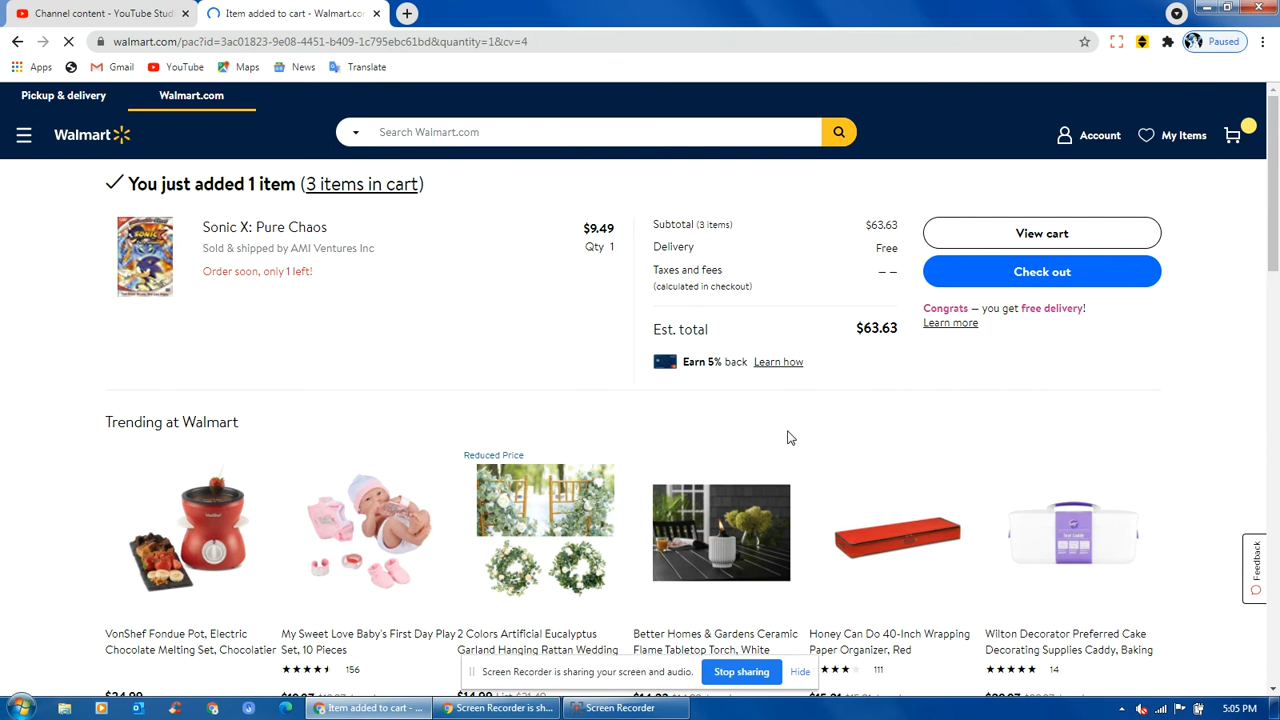 Channel content - YouTube Stud
Item added to cart - Walmart.co
walmart.com/pac?id=3ac01823-9e08-4451-b409-1c795ebc61bd&quantity=1&cv=4
Paused
Apps
Gmail
YouTube
Maps
News
Translate
Pickup & delivery
Walmart.com
Walmart
Search Walmart.com
Account
My Items
You just added 1 item (3 items in cart)
Sonic X: Pure Chaos
$9.49
Sold & shipped by AMI Ventures Inc
Qty 1
Order soon, only 1 left!
Subtotal (3 items)
$63.63
Delivery
Free
Taxes and fees
– –
(calculated in checkout)
Est. total
$63.63
Earn 5% back Learn how
View cart
Check out
Congrats — you get free delivery!
Learn more
Trending at Walmart
Reduced Price
VonShef Fondue Pot, Electric
Chocolate Melting Set, Chocolatier
My Sweet Love Baby's First Day Play
Set, 10 Pieces
156
2 Colors Artificial Eucalyptus
Garland Hanging Rattan Wedding
Better Homes & Gardens Ceramic
Flame Tabletop Torch, White
Honey Can Do 40-Inch Wrapping
Paper Organizer, Red
111
Wilton Decorator Preferred Cake
Decorating Supplies Caddy, Baking
14
Feedback
Screen Recorder is sharing your screen and audio.
Stop sharing
Hide
Item added to cart - ...
Screen Recorder is sh...
Screen Recorder
5:05 PM